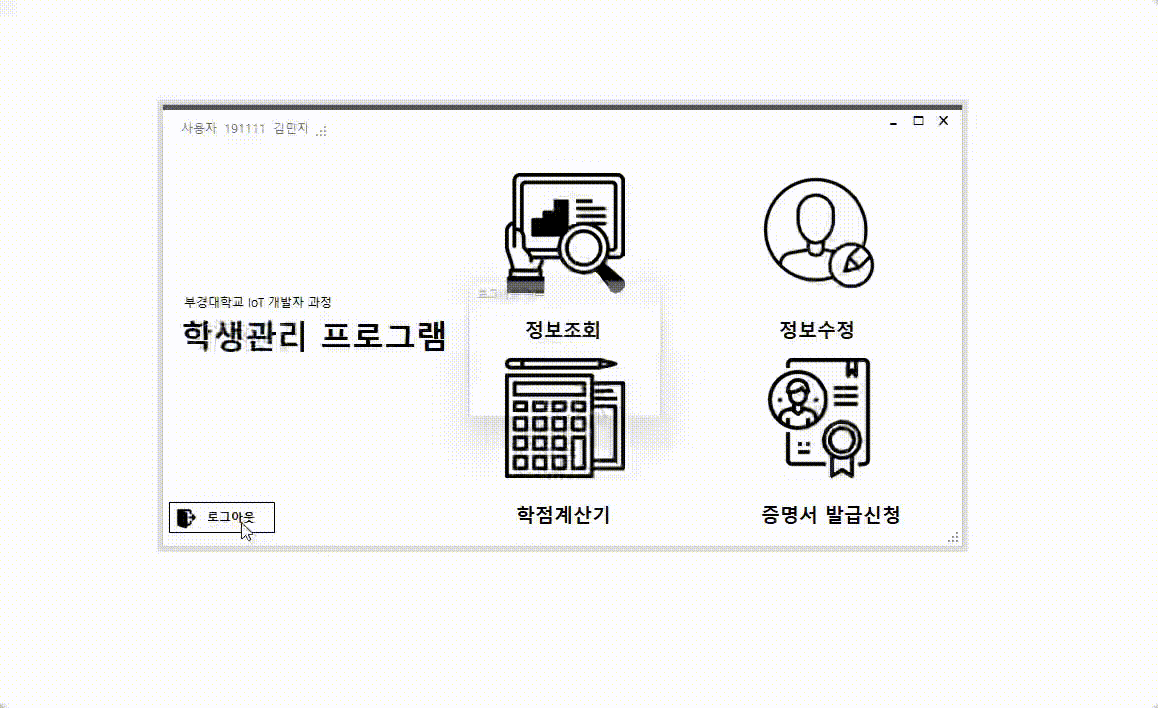 사용자 191111 김민지
정보조회
정보수정
부경대학교 IoT 개발자 과정
학생관리 프로그램
학점계산기
증명서 발급신청
로그아웃